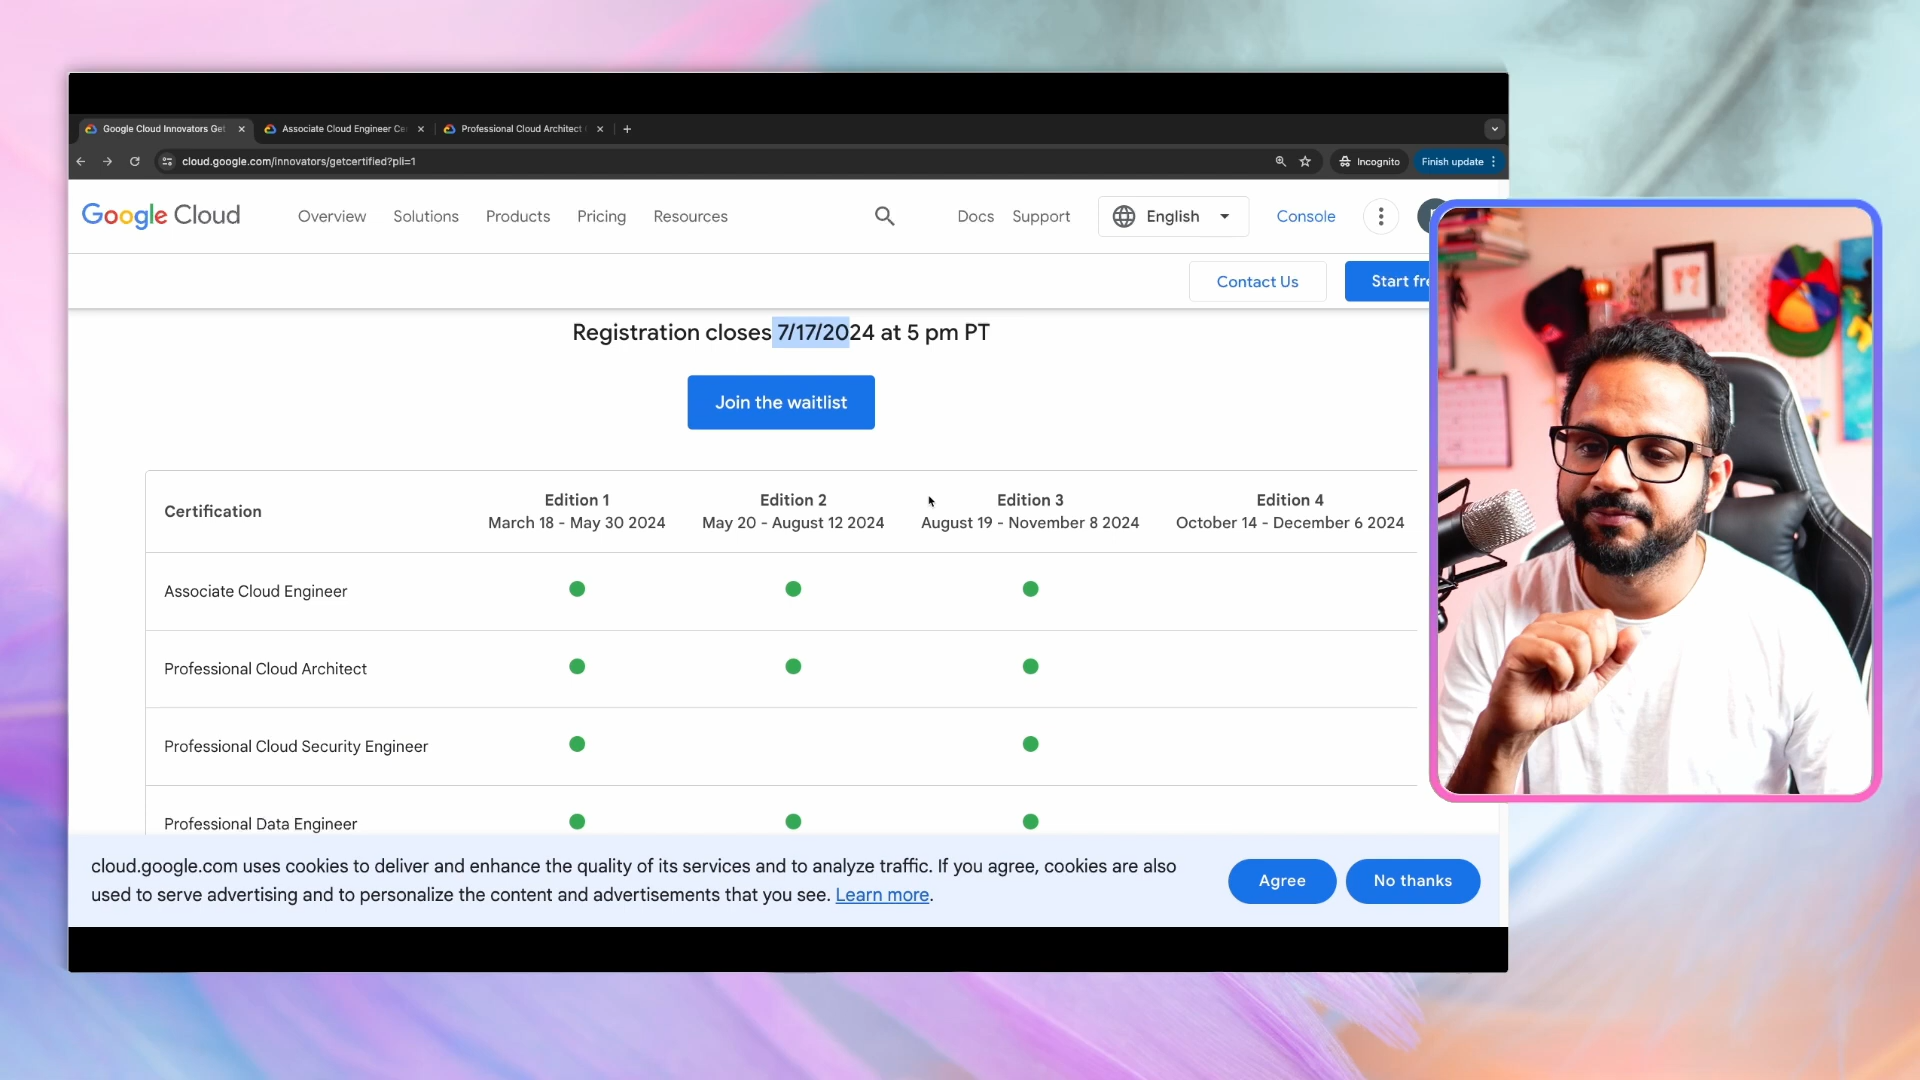 Google Cloud Innovators Get
Associate Cloud Engineer Ce
Professional Cloud Architect
cloud.google.com/innovators/getcertified?pli=1
Incognito
Finish update
Google Cloud
Overview
Solutions
Products
Pricing
Resources
Docs
Support
English
Console
Contact Us
Start fre
Registration closes 7/17/2024 at 5 pm PT
Join the waitlist
Certification
Edition 1
March 18 - May 30 2024
Edition 2
May 20 - August 12 2024
Edition 3
August 19 - November 8 2024
Edition 4
October 14 - December 6 2024
Associate Cloud Engineer
Professional Cloud Architect
Professional Cloud Security Engineer
Professional Data Engineer
cloud.google.com uses cookies to deliver and enhance the quality of its services and to analyze traffic. If you agree, cookies are also
used to serve advertising and to personalize the content and advertisements that you see. Learn more.
Agree
No thanks